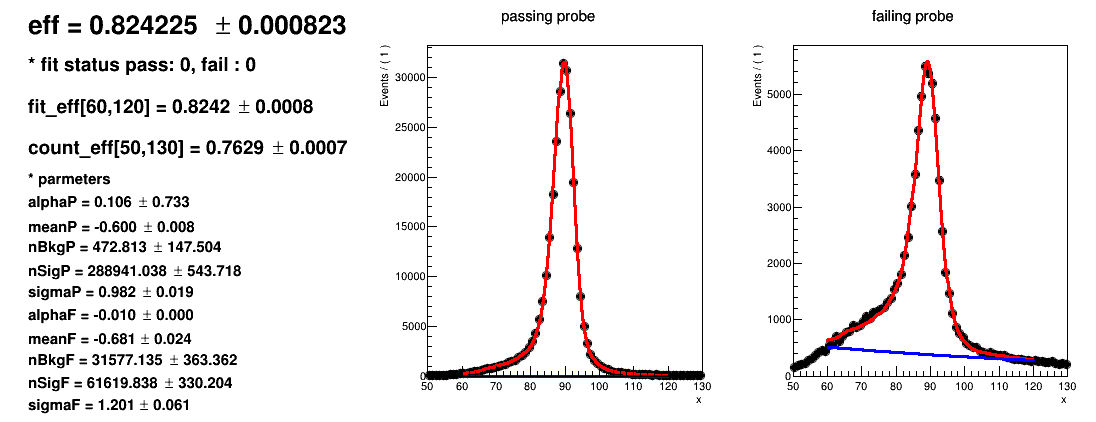 eff = 0.824225 ± 0.000823
* fit status pass: 0, fail : 0
fit_eff[60,120] = 0.8242 ± 0.0008
count_eff[50,130] = 0.7629 ± 0.0007
* parmeters
alphaP = 0.106 ± 0.733
meanP = -0.600 ± 0.008
nBkgP = 472.813 ± 147.504
nSigP = 288941.038 ± 543.718
sigmaP = 0.982 ± 0.019
alphaF = -0.010 ± 0.000
meanF = -0.681 ± 0.024
nBkgF = 31577.135 ± 363.362
nSigF = 61619.838 ± 330.204
sigmaF = 1.201 ± 0.061
passing probe
Events / ( 1 )
30000
25000
20000
15000
10000
5000
0
50 60 70 80 90 100 110 120 130
x
failing probe
Events / ( 1 )
5000
4000
3000
2000
1000
0
50 60 70 80 90 100 110 120 130
x